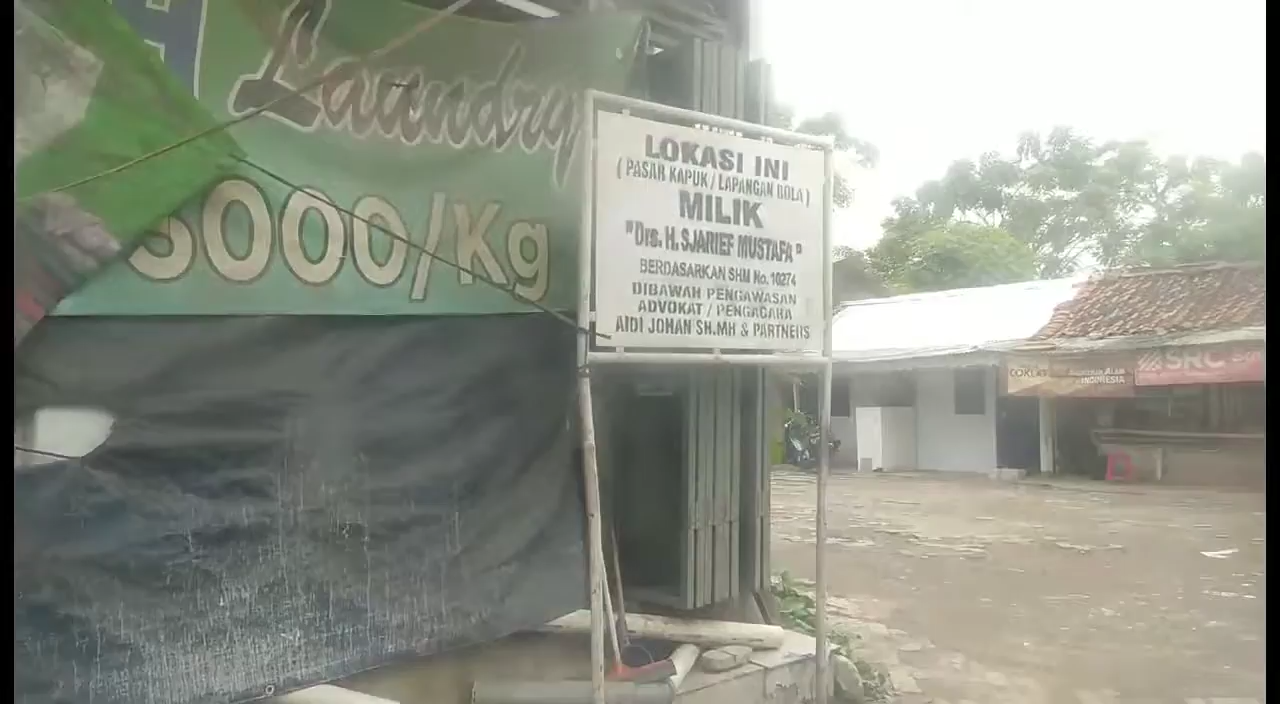 Laundry
5000/Kg
LOKASI INI
( PASAR KAPUK / LAPANGAN BOLA )
MILIK
"Drs. H. SJARIEF MUSTAFA"
BERDASARKAN SHM No. 10274
DIBAWAH PENGAWASAN
ADVOKAT / PENGACARA
AIDI JOHAN SH.MH & PARTNERS
COKLAT
INDONESIA
SRC